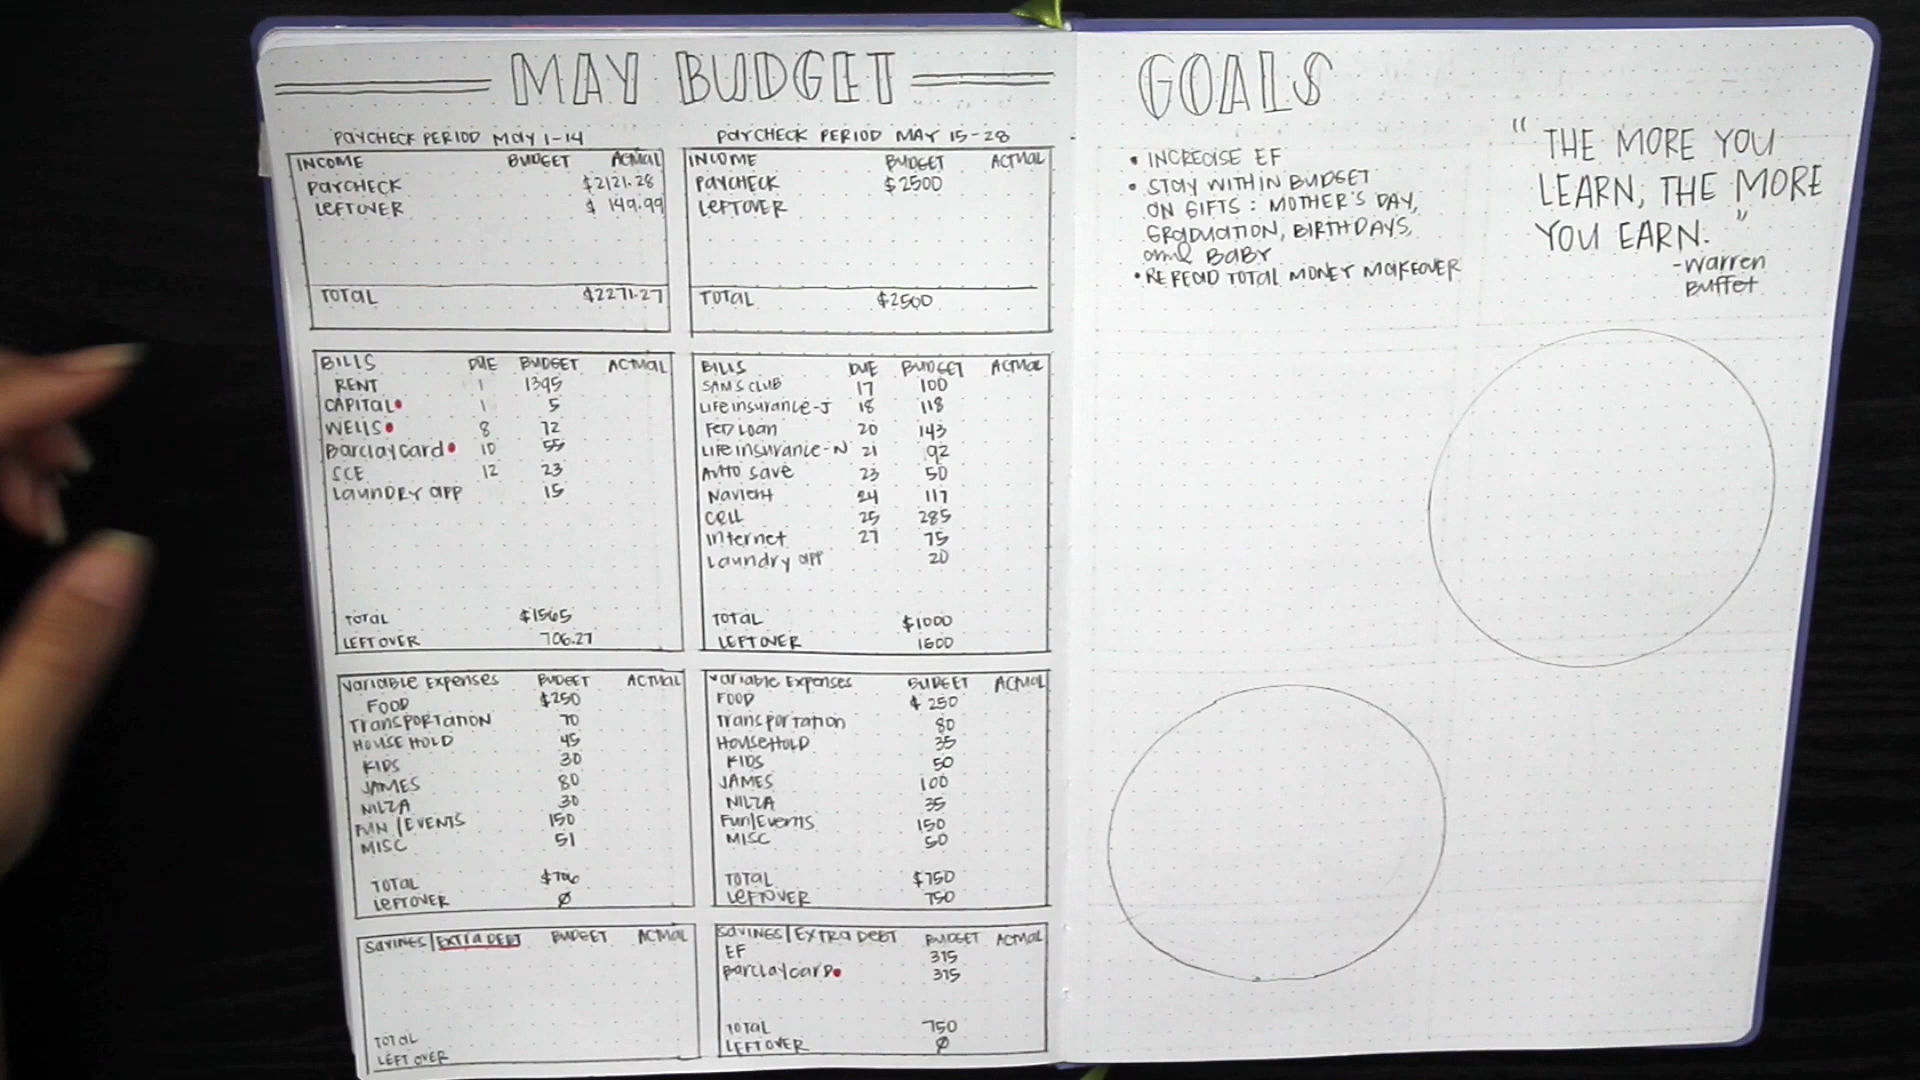 MAY BUDGET
PAYCHECK PERIOD MAY 1-14
INCOME BUDGET ACTUAL
PAYCHECK $2121.28
LEFTOVER $ 149.99
TOTAL $2271.27
BILLS DUE BUDGET ACTUAL
RENT 1 1395
CAPITAL 1 5
WELLS 8 72
Barclaycard 10 55
SCE 12 23
Laundry app 15
TOTAL $1565
LEFTOVER 706.27
Variable Expenses BUDGET ACTUAL
FOOD $250
Transportation 70
HOUSEHOLD 45
KIDS 30
JAMES 80
NILZA 30
FUN/EVENTS 150
MISC 51
TOTAL $706
LEFTOVER Ø
SAVINGS/EXTRA DEBT BUDGET ACTUAL
TOTAL
LEFTOVER
PAYCHECK PERIOD MAY 15-28
INCOME BUDGET ACTUAL
PAYCHECK $2500
LEFTOVER
TOTAL $2500
BILLS DUE BUDGET ACTUAL
SAMS CLUB 17 100
Life insurance-J 18 118
FED Loan 20 143
Life insurance-N 21 92
Auto save 23 50
Navient 24 117
CELL 25 285
Internet 27 75
Laundry app 20
TOTAL $1000
LEFTOVER 1500
Variable Expenses BUDGET ACTUAL
FOOD $ 250
Transportation 80
HOUSEHOLD 35
KIDS 50
JAMES 100
NILZA 35
Fun/Events 150
MISC 50
TOTAL $750
LEFTOVER 750
SAVINGS/EXTRA DEBT BUDGET ACTUAL
EF 375
Barclaycard 375
TOTAL 750
LEFTOVER Ø
GOALS
• INCREASE EF
• STAY WITHIN BUDGET
ON GIFTS: MOTHER'S DAY,
GRADUATION, BIRTHDAYS,
and BABY
• REREAD TOTAL MONEY MAKEOVER
"THE MORE YOU
LEARN, THE MORE
YOU EARN."
-Warren
Buffet